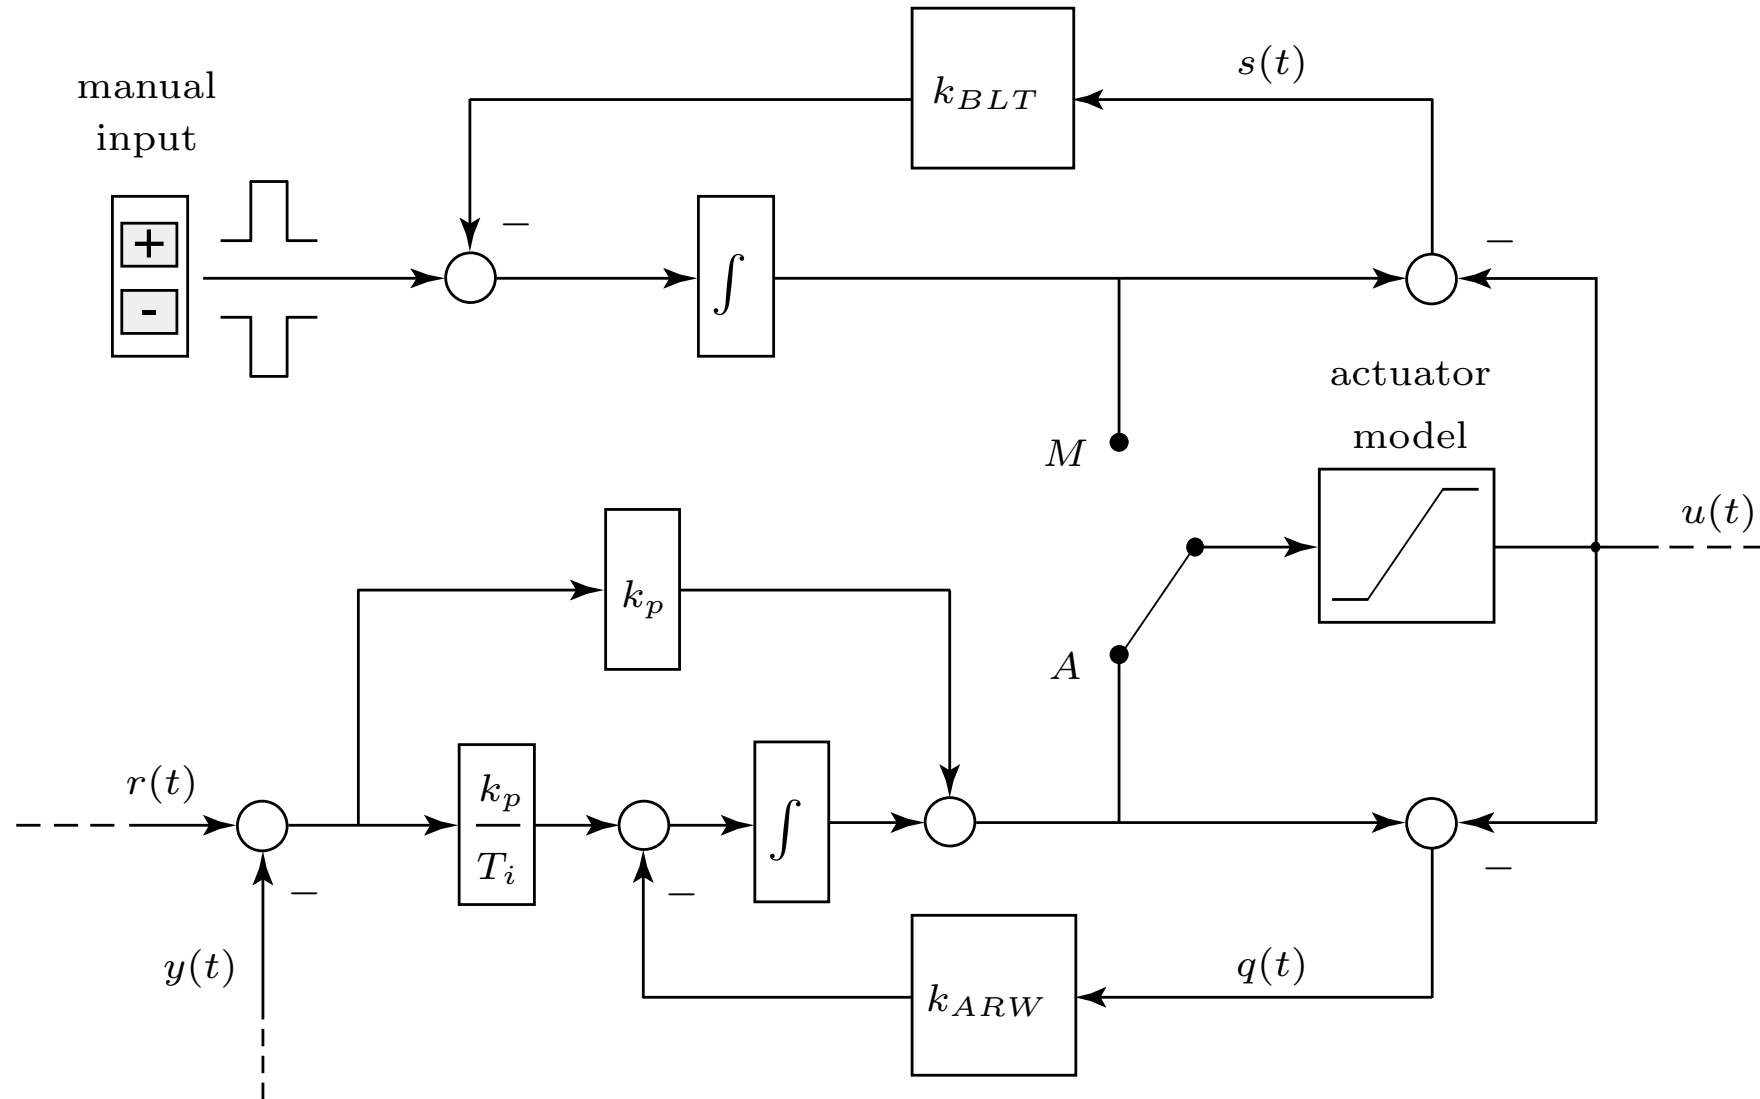 s(t)
k_{BLT}
manual
input
−
+
-
∫
−
actuator
model
M
u(t)
k_p
A
r(t)
k_p
T_i
∫
−
−
−
y(t)
q(t)
k_{ARW}